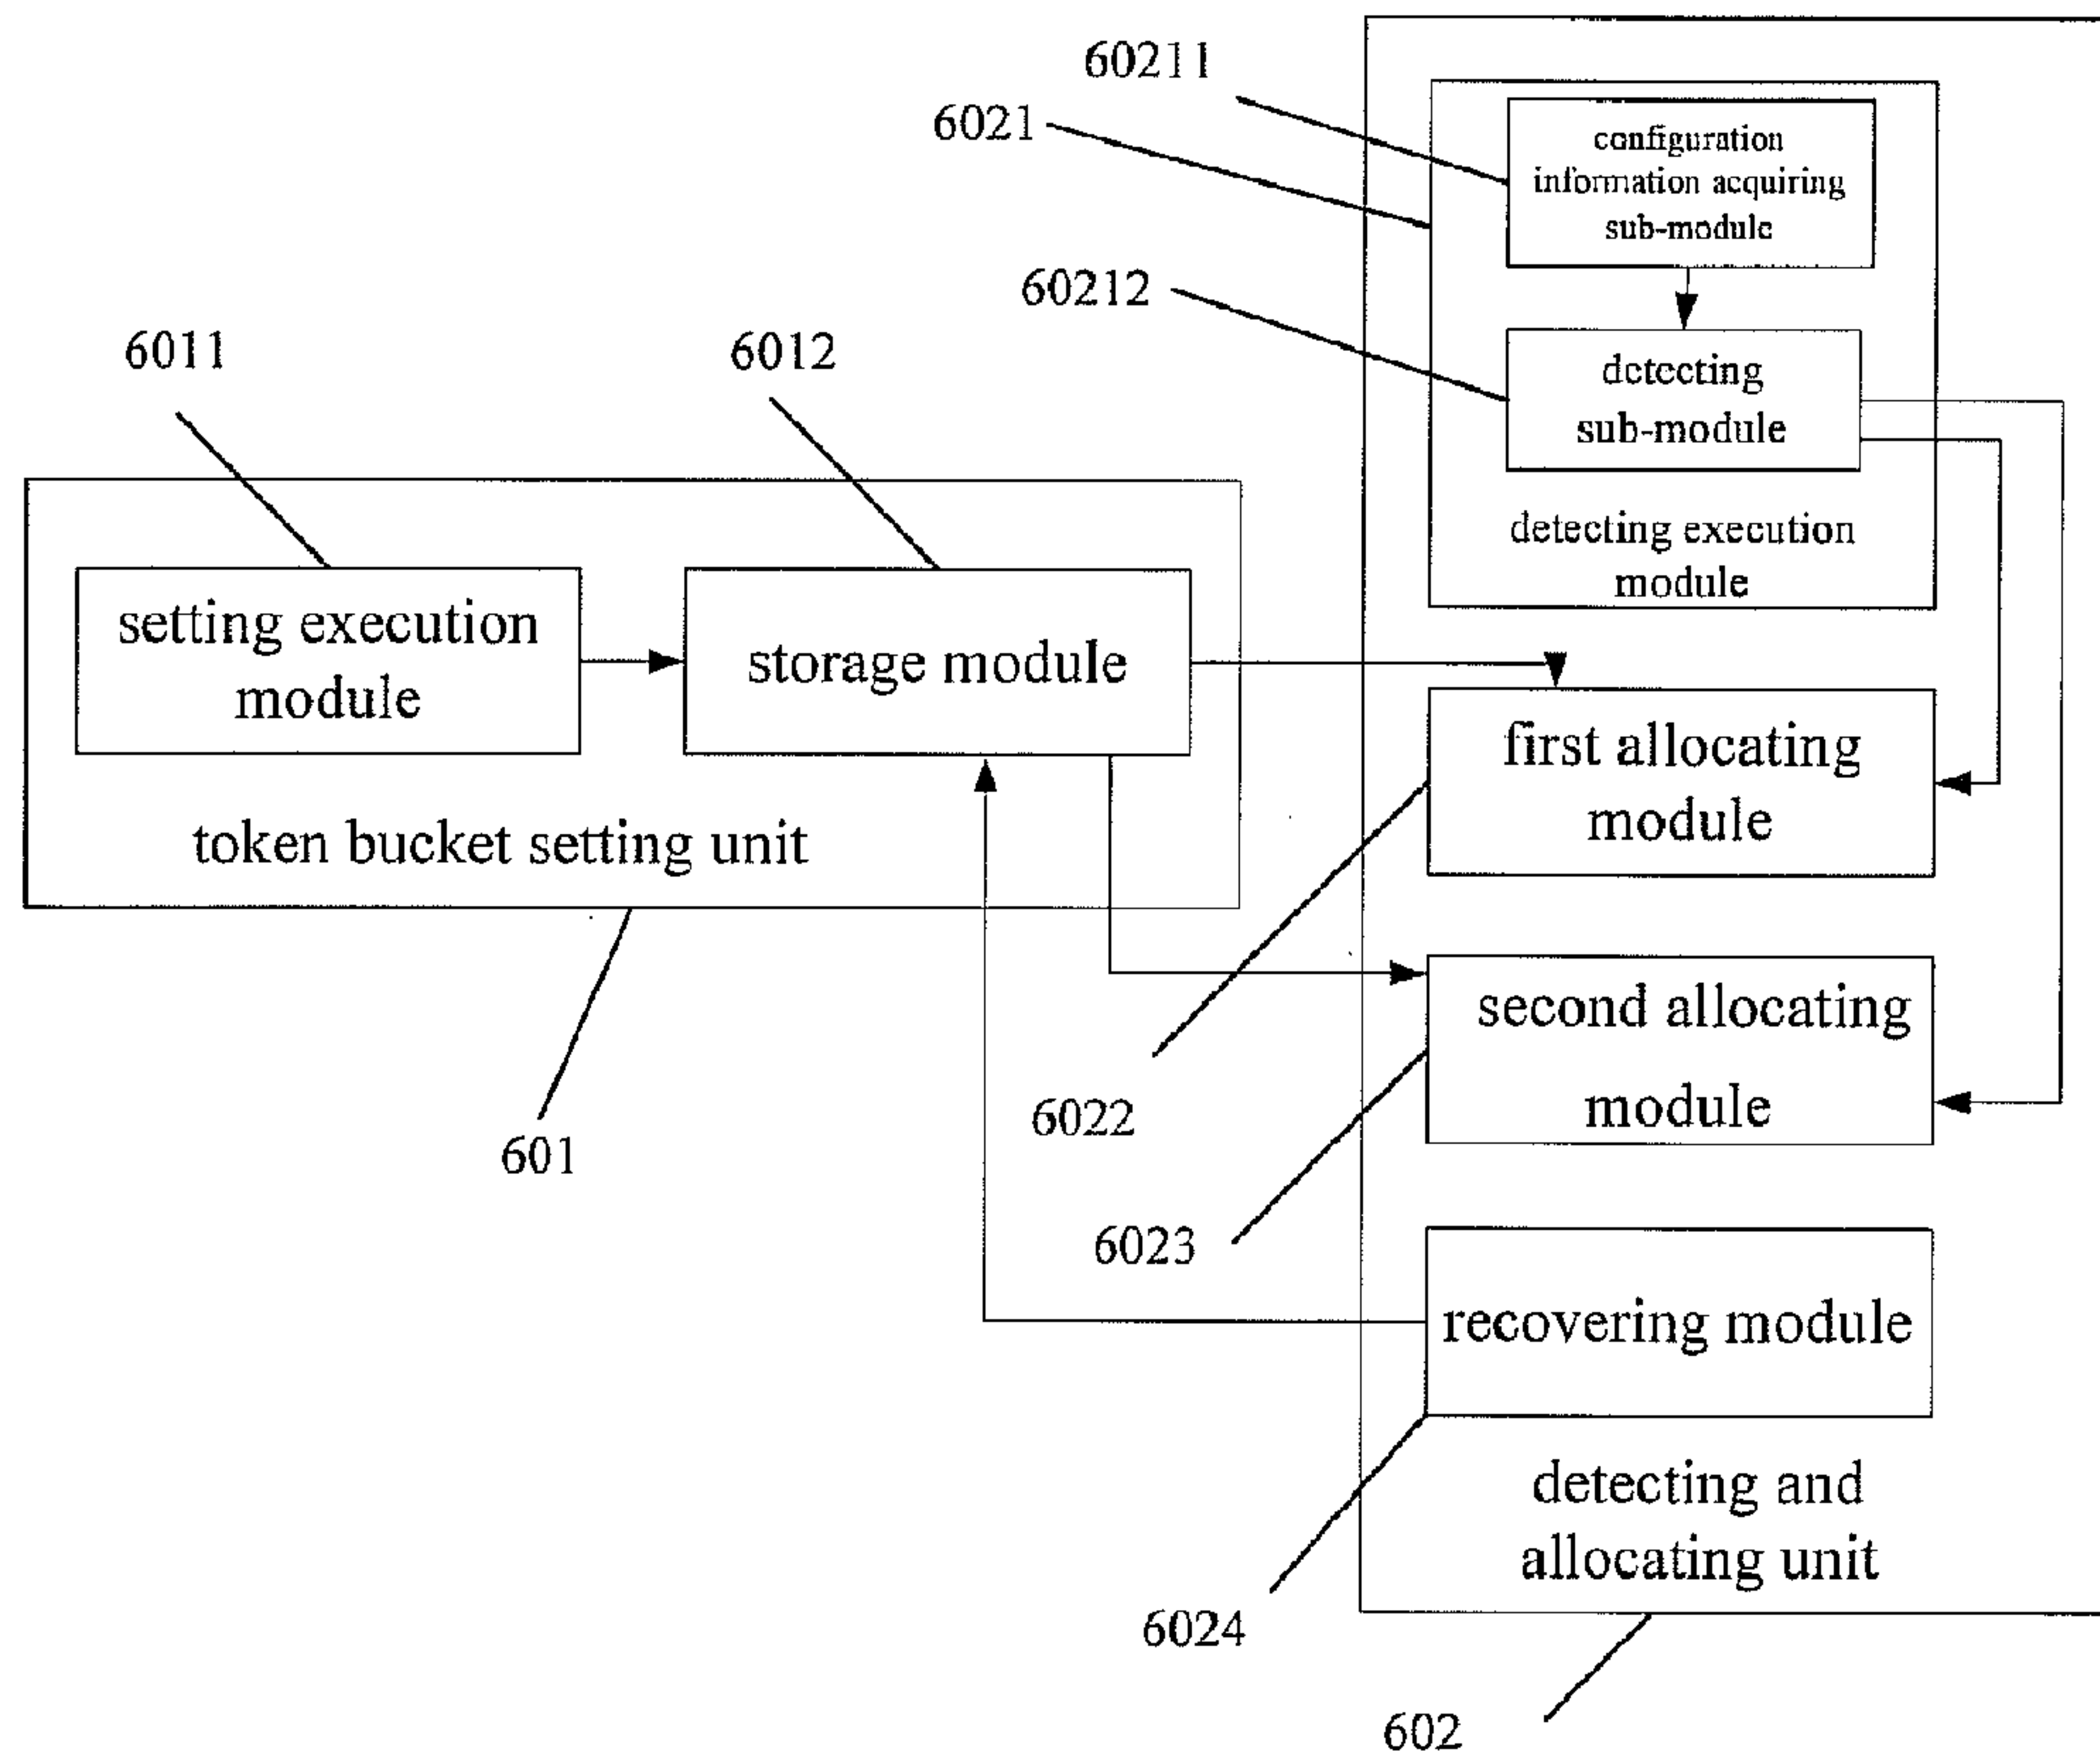 60211
6021
configuration
information acquiring
sub-module
60212
detecting
sub-module
detecting execution
module
6011
6012
setting execution
module
storage module
token bucket setting unit
first allocating
module
second allocating
module
6022
601
6023
recovering module
detecting and
allocating unit
6024
602